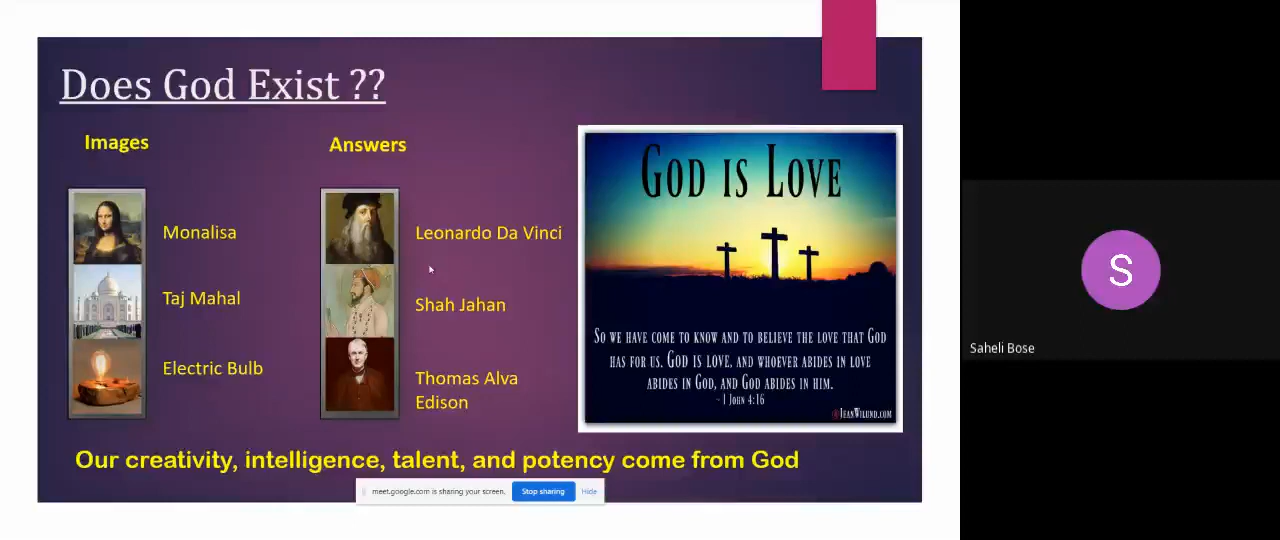 Does God Exist ??
Images
Answers
Monalisa
Leonardo Da Vinci
Taj Mahal
Shah Jahan
Electric Bulb
Thomas Alva
Edison
GOD IS LOVE
SO WE HAVE COME TO KNOW AND TO BELIEVE THE LOVE THAT GOD
HAS FOR US. GOD IS LOVE, AND WHOEVER ABIDES IN LOVE
ABIDES IN GOD, AND GOD ABIDES IN HIM.
~ 1 JOHN 4:16
@JEANWILUND.COM
Our creativity, intelligence, talent, and potency come from God
meet.google.com is sharing your screen.
Stop sharing
Hide
S
Saheli Bose